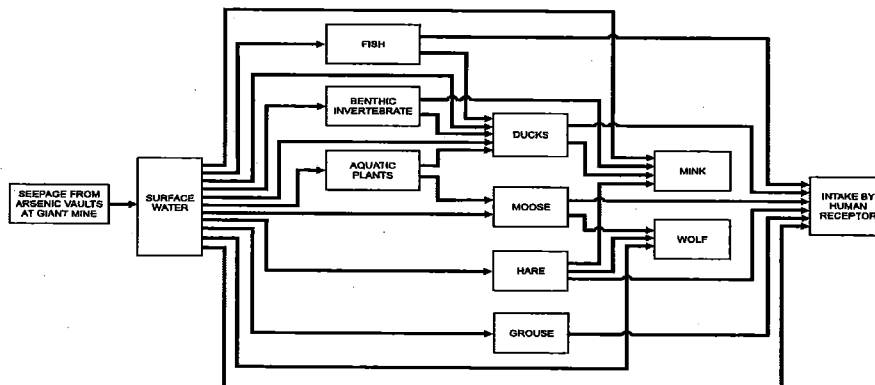 FISH
BENTHIC
INVERTEBRATE
DUCKS
AQUATIC
PLANTS
MINK
SEEPAGE FROM
ARSENIC VAULTS
AT GIANT MINE
SURFACE
WATER
INTAKE BY
HUMAN
RECEPTOR
MOOSE
WOLF
HARE
GROUSE